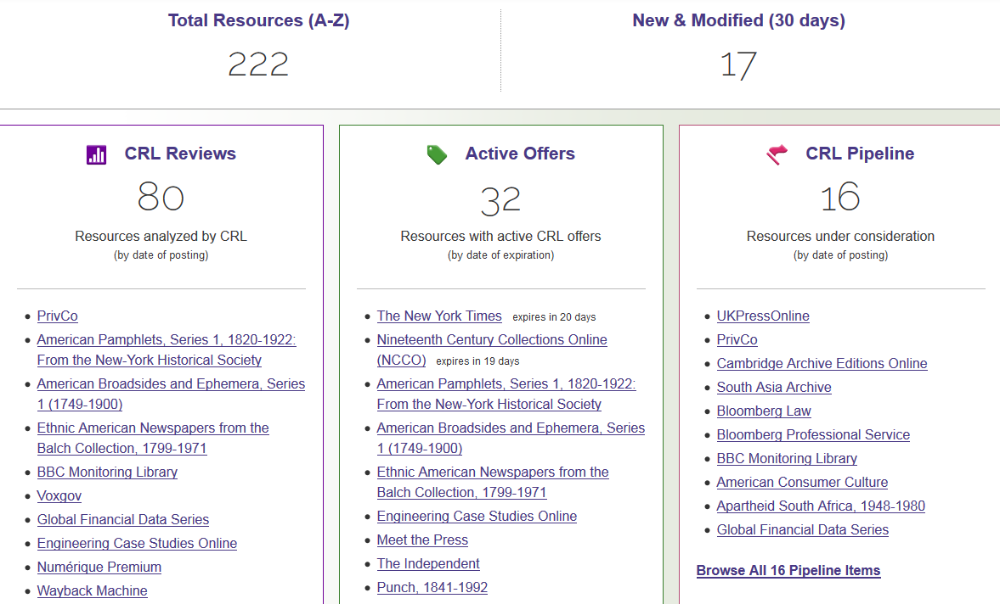 Total Resources (A-Z)
222
New & Modified (30 days)
17
CRL Reviews
80
Resources analyzed by CRL
(by date of posting)
PrivCo
American Pamphlets, Series 1, 1820-1922:
From the New-York Historical Society
American Broadsides and Ephemera, Series
1 (1749-1900)
Ethnic American Newspapers from the
Balch Collection, 1799-1971
BBC Monitoring Library
Voxgov
Global Financial Data Series
Engineering Case Studies Online
Numérique Premium
Wayback Machine
Active Offers
32
Resources with active CRL offers
(by date of expiration)
The New York Times expires in 20 days
Nineteenth Century Collections Online
(NCCO) expires in 19 days
American Pamphlets, Series 1, 1820-1922:
From the New-York Historical Society
American Broadsides and Ephemera, Series
1 (1749-1900)
Ethnic American Newspapers from the
Balch Collection, 1799-1971
Engineering Case Studies Online
Meet the Press
The Independent
Punch, 1841-1992
CRL Pipeline
16
Resources under consideration
(by date of posting)
UKPressOnline
PrivCo
Cambridge Archive Editions Online
South Asia Archive
Bloomberg Law
Bloomberg Professional Service
BBC Monitoring Library
American Consumer Culture
Apartheid South Africa, 1948-1980
Global Financial Data Series
Browse All 16 Pipeline Items